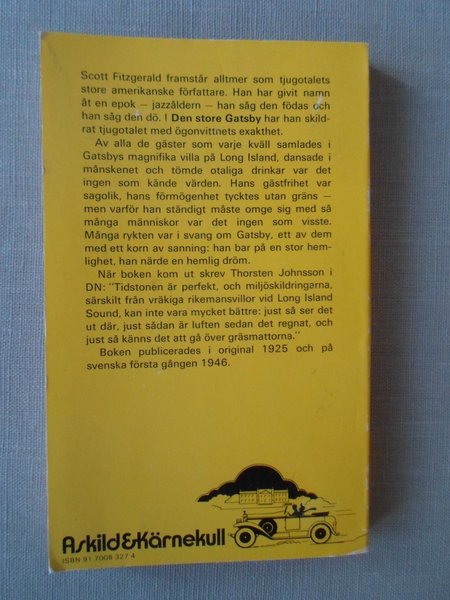 Scott Fitzgerald framstår alltmer som tjugotalets
store amerikanske författare. Han har givit namn
åt en epok — jazzåldern — han såg den födas och
han såg den dö. I Den store Gatsby har han skild-
rat tjugotalet med ögonvittnets exakthet.
Av alla de gäster som varje kväll samlades i
Gatsbys magnifika villa på Long Island, dansade i
månskenet och tömde otaliga drinkar var det
ingen som kände värden. Hans gästfrihet var
sagolik, hans förmögenhet tycktes utan gräns —
men varför han ständigt måste omge sig med så
många människor var det ingen som visste.
Många rykten var i svang om Gatsby, ett av dem
med ett korn av sanning: han bar på en stor hem-
lighet, han närde en hemlig dröm.
När boken kom ut skrev Thorsten Johnsson i
DN: "Tidstonen är perfekt, och miljöskildringarna,
särskilt från vräkiga rikemansvillor vid Long Island
Sound, kan inte vara mycket bättre: just så ser det
ut där, just sådan är luften sedan det regnat, och
just så känns det att gå över gräsmattorna."
Boken publicerades i original 1925 och på
svenska första gången 1946.
Askild&Kärnekull
ISBN 91 7008 327 4